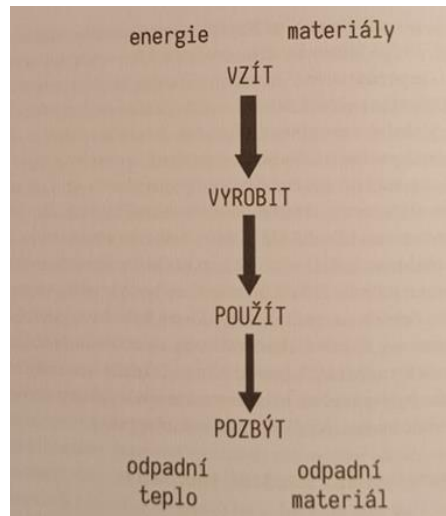 energie materiály
VZÍT
VYROBIT
POUŽÍT
POZBÝT
odpadní odpadní
teplo materiál